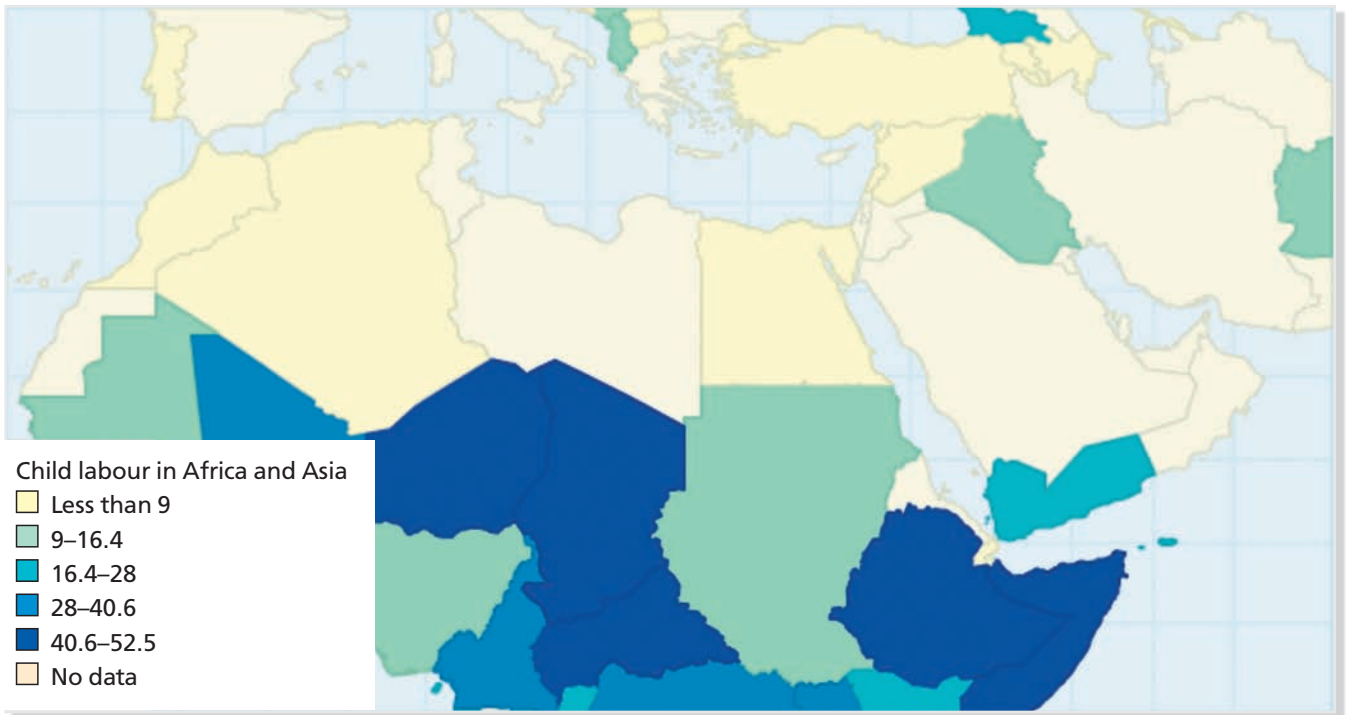 Child labour in Africa and Asia
Less than 9
9–16.4
16.4–28
28–40.6
40.6–52.5
No data